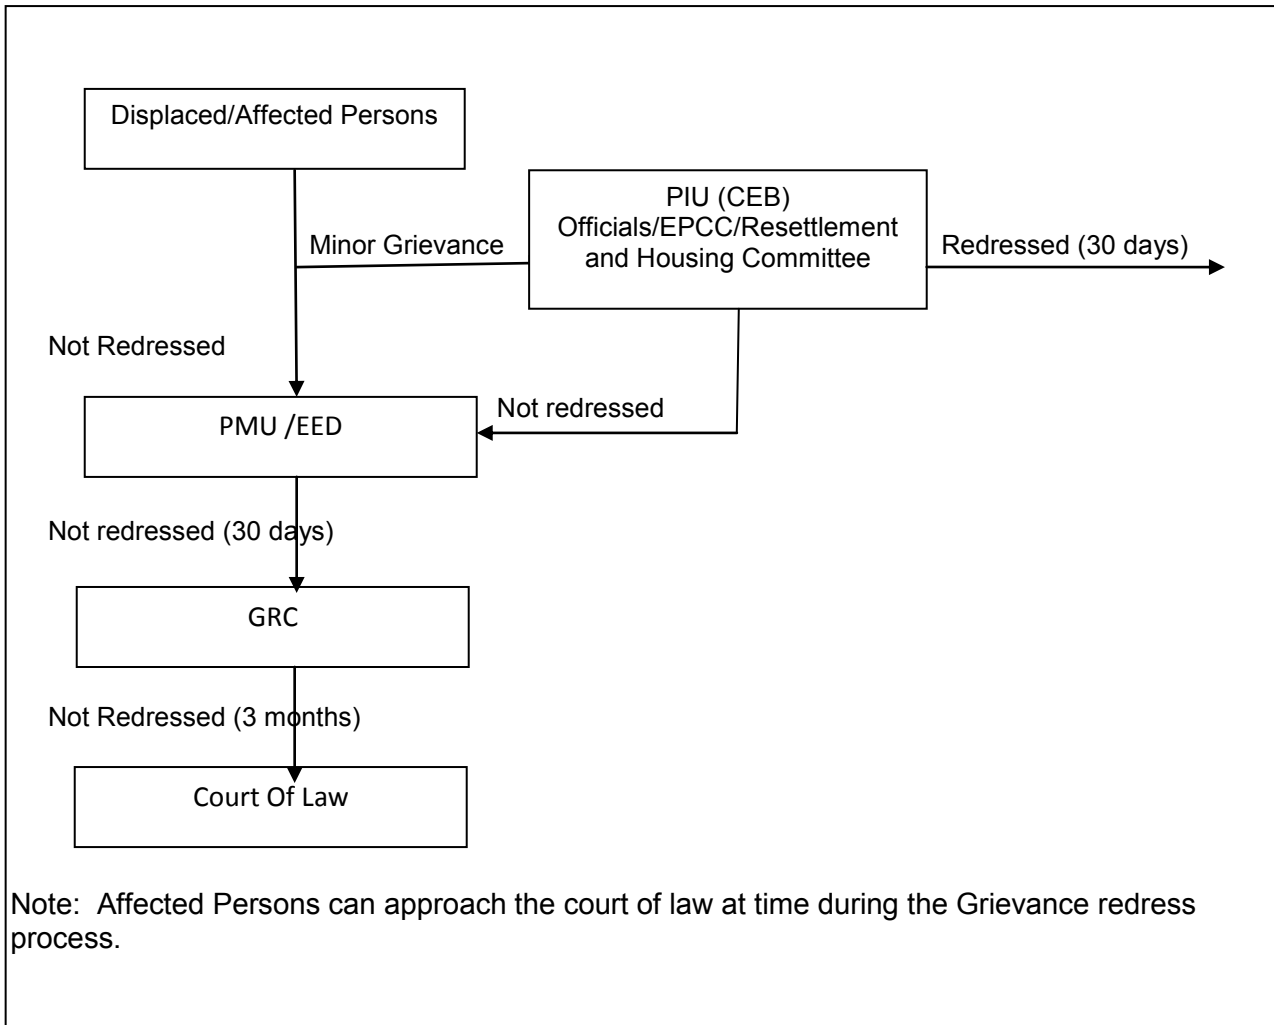 Displaced/Affected Persons
PIU (CEB)
Officials/EPCC/Resettlement
and Housing Committee
Minor Grievance
Redressed (30 days)
Not Redressed
Not redressed
PMU /EED
Not redressed (30 days)
GRC
Not Redressed (3 months)
Court Of Law
Note:  Affected Persons can approach the court of law at time during the Grievance redress
process.